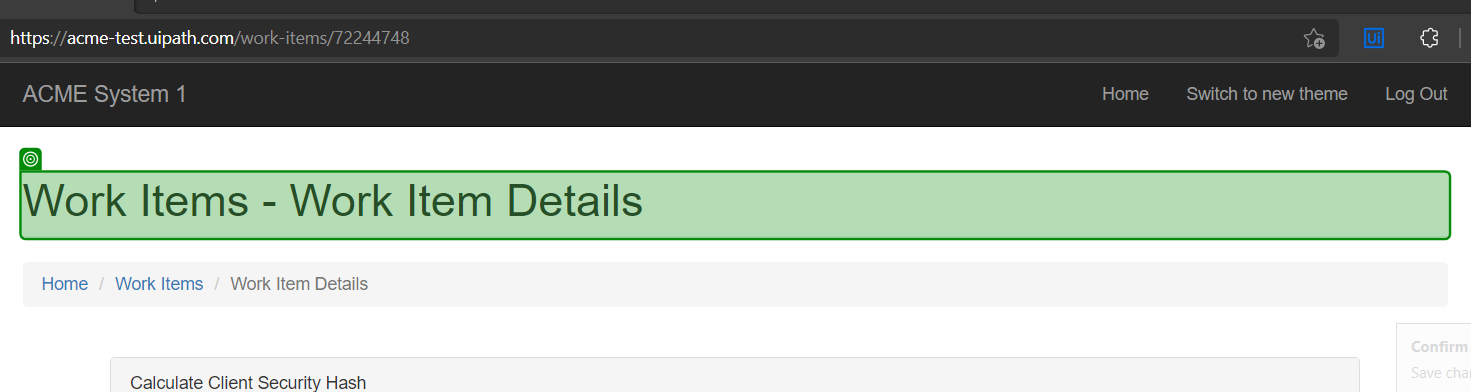 https://acme-test.uipath.com/work-items/72244748
Ui
ACME System 1 Home Switch to new theme Log Out
Work Items - Work Item Details
Home / Work Items / Work Item Details
Confirm
Save
Calculate Client Security Hash